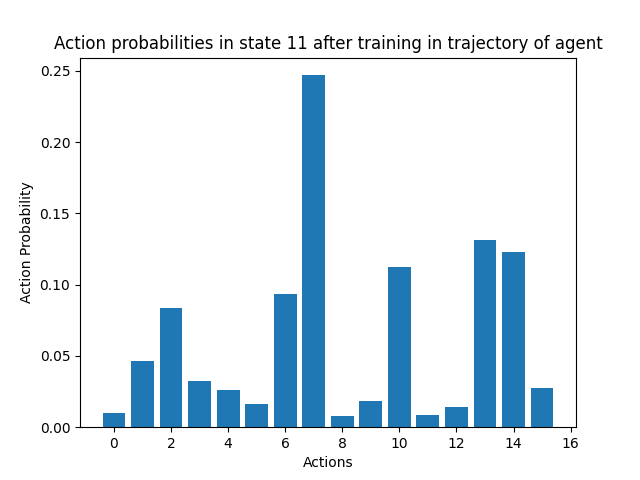 Action probabilities in state 11 after training in trajectory of agent
0.25
0.20
0.15
0.10
0.05
0.00
Action Probability
0 2 4 6 8 10 12 14 16
Actions